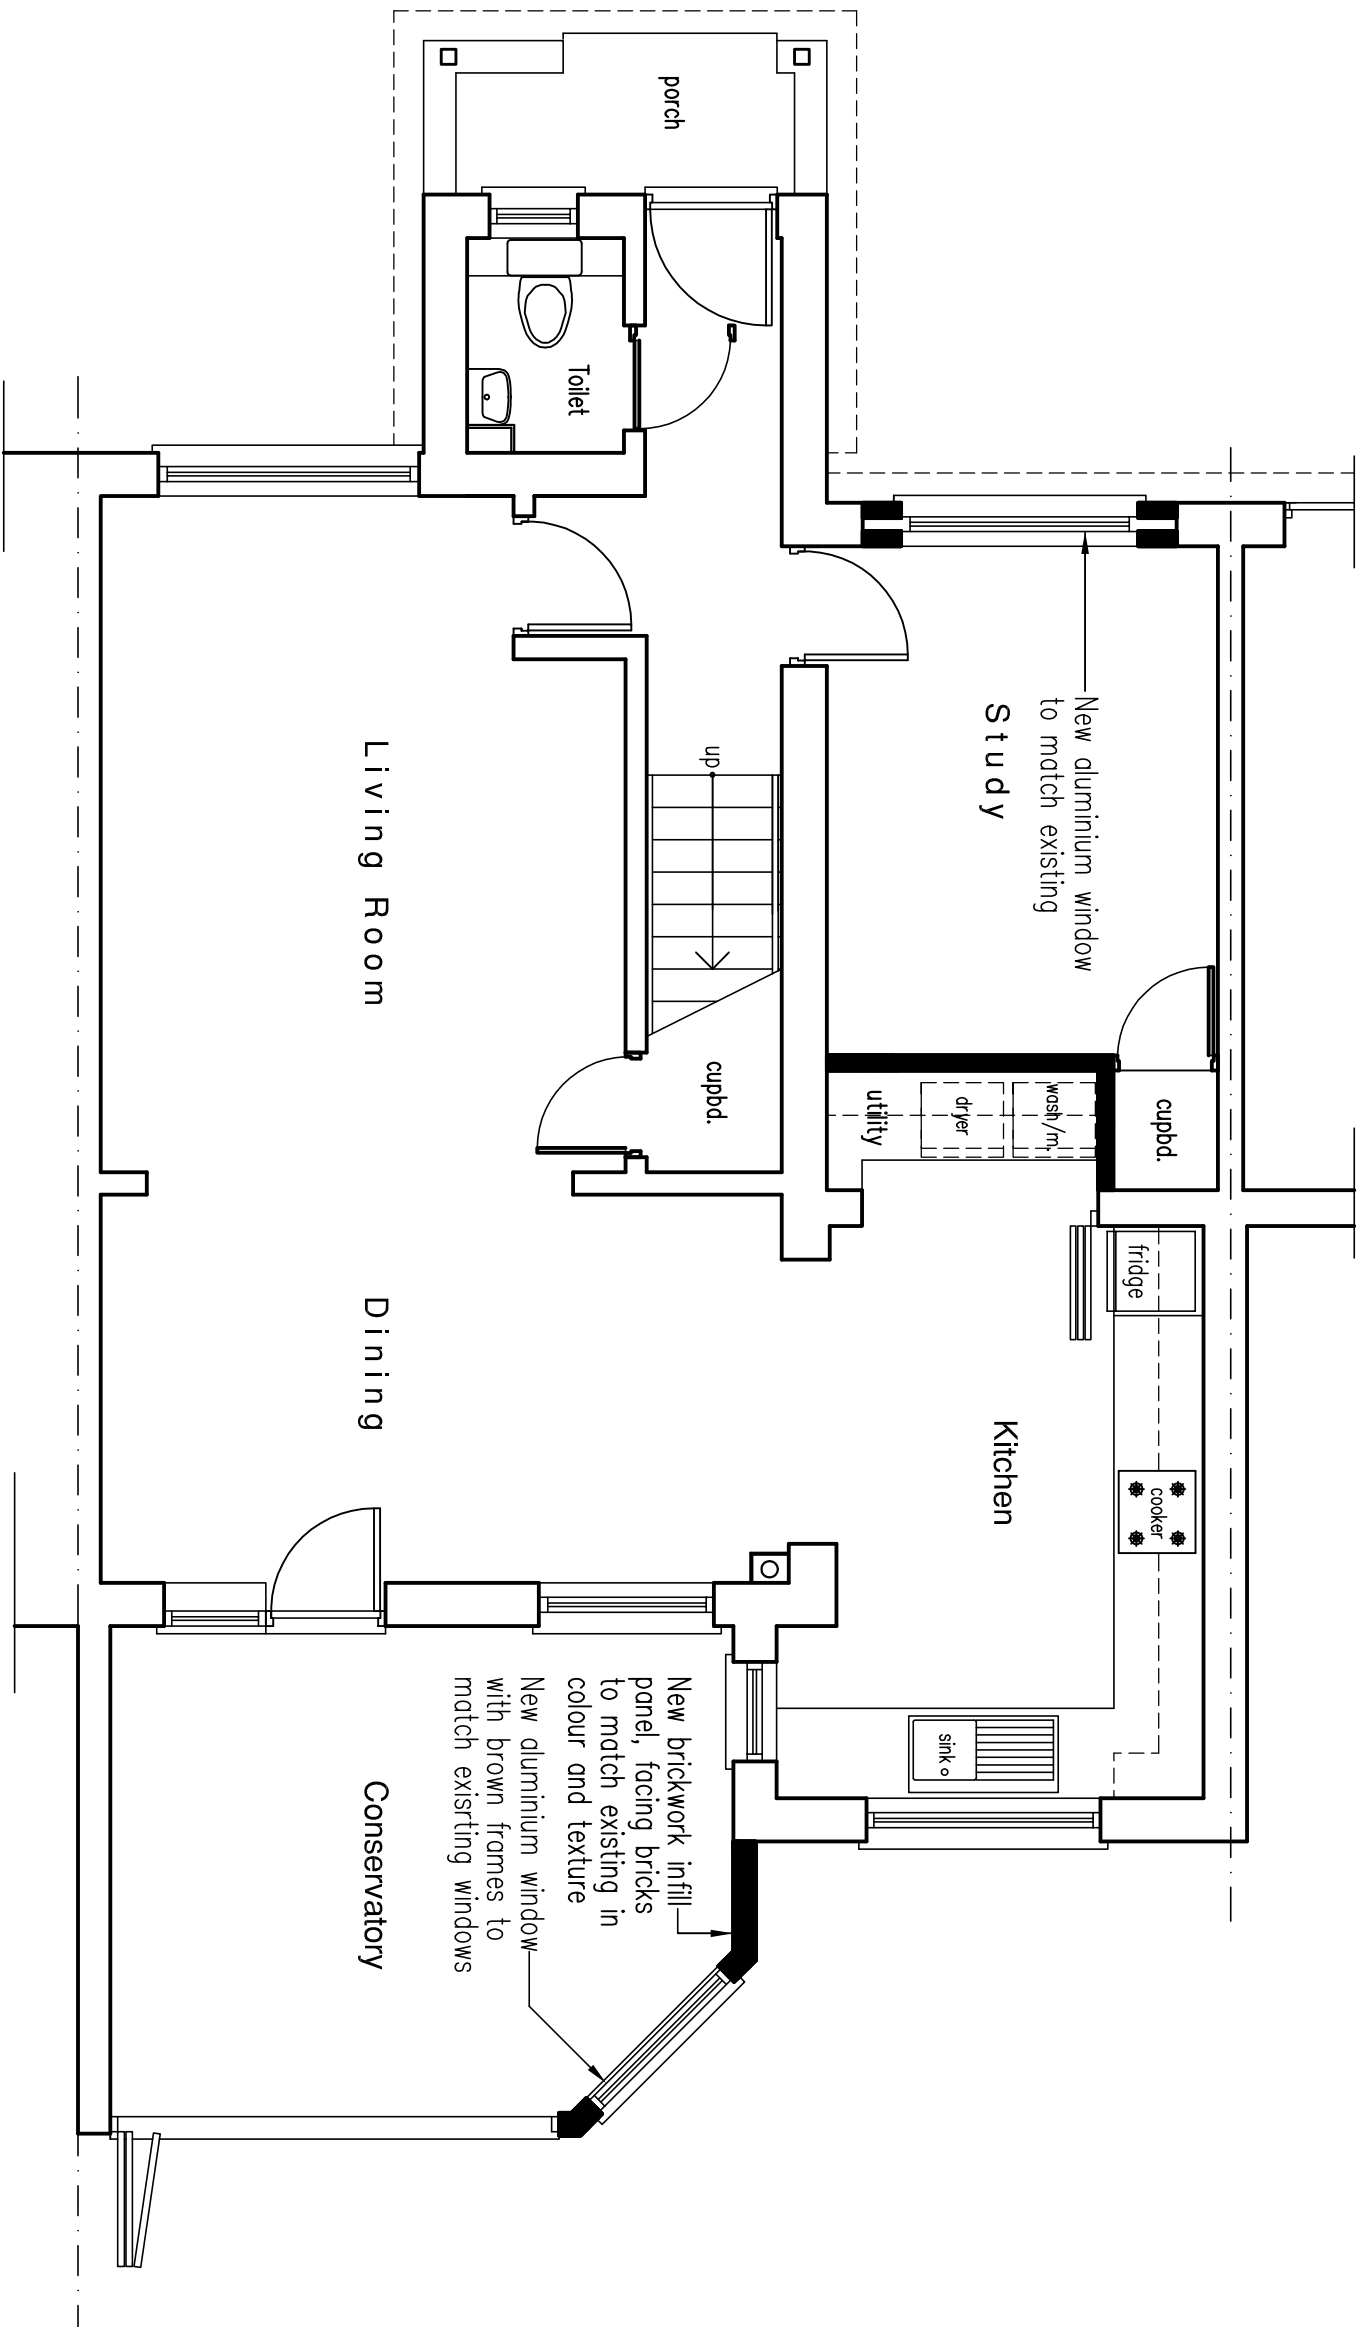 porch
Toilet
New aluminium window
to match existing
Study
up
Living Room
cupbd.
cupbd.
wash/m.
dryer
utility
fridge
Dining
Kitchen
cooker
sink
New brickwork infill
panel, facing bricks
to match existing in
colour and texture
New aluminium window
with brown frames to
match exisrting windows
Conservatory